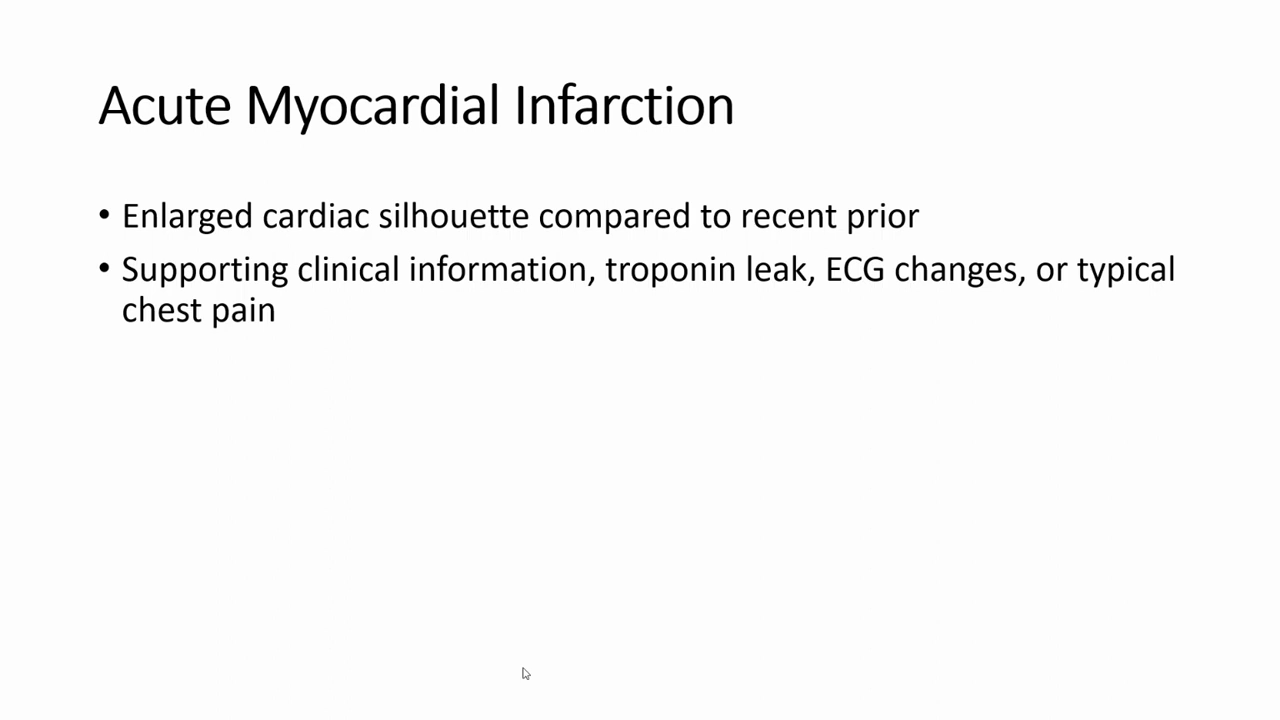 Acute Myocardial Infarction
• Enlarged cardiac silhouette compared to recent prior
• Supporting clinical information, troponin leak, ECG changes, or typical
chest pain